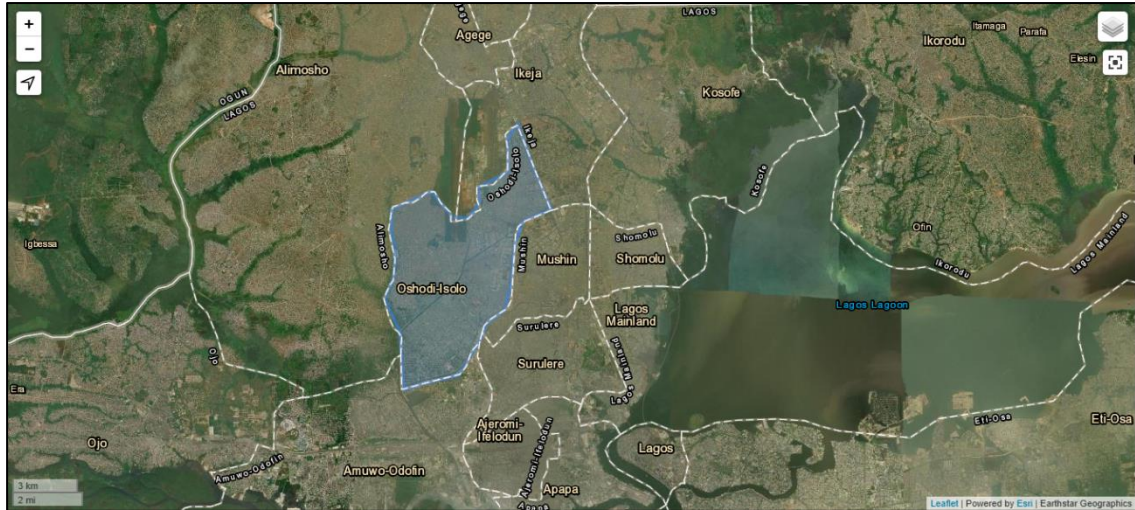 +
−
LAGOS
Agege
Agege
Ikeja
Ikeja
Alimosho
OGUN
LAGOS
Kosofe
Ikorodu
Itamaga
Parafa
Elesin
Oshodi-Isolo
Kosofe
Alimosho
Mushin
Mushin
Shomolu
Shomolu
Igbessa
Ofin
Ikorodu
Lagos Mainland
Oshodi-Isolo
Lagos
Mainland
Lagos Lagoon
Surulere
Surulere
Lagos Mainland
Ojo
Era
Ojo
Ajeromi-
Ifelodun
Ajeromi-Ifelodun
Lagos
Eti-Osa
Eti-Osa
Amuwo-Odofin
Amuwo-Odofin
Apapa
Apapa
3 km
2 mi
Leaflet | Powered by Esri | Earthstar Geographics